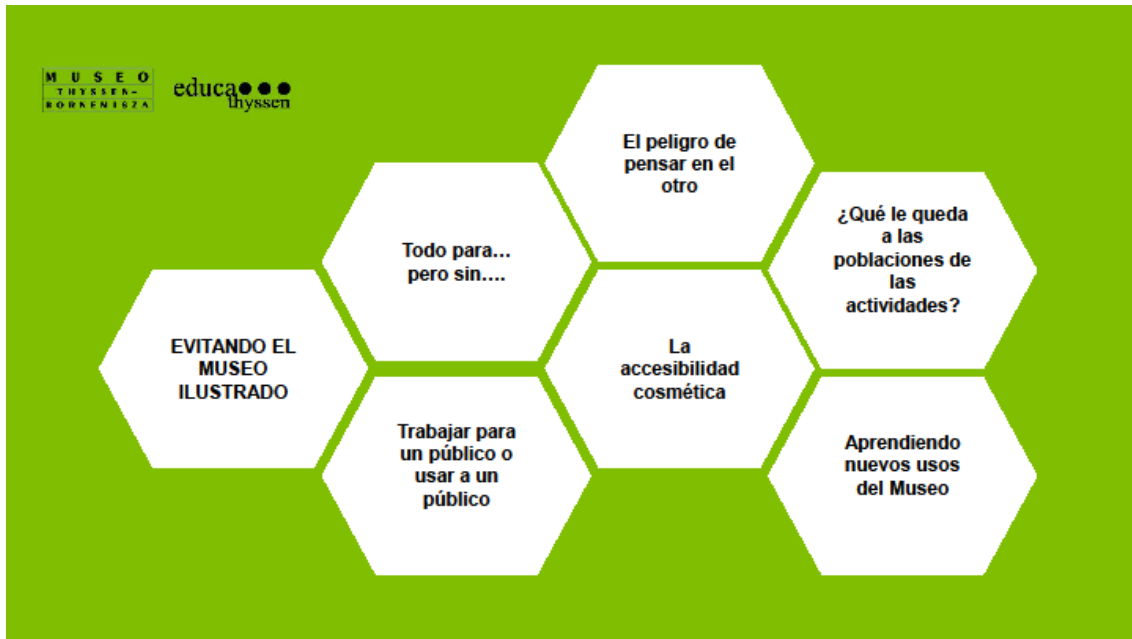 MUSEO
THYSSEN-
BORNEMISZA
educa
thyssen
El peligro de
pensar en el
otro
Todo para…
pero sin….
¿Qué le queda
a las
poblaciones de
las
actividades?
EVITANDO EL
MUSEO
ILUSTRADO
La
accesibilidad
cosmética
Trabajar para
un público o
usar a un
público
Aprendiendo
nuevos usos
del Museo